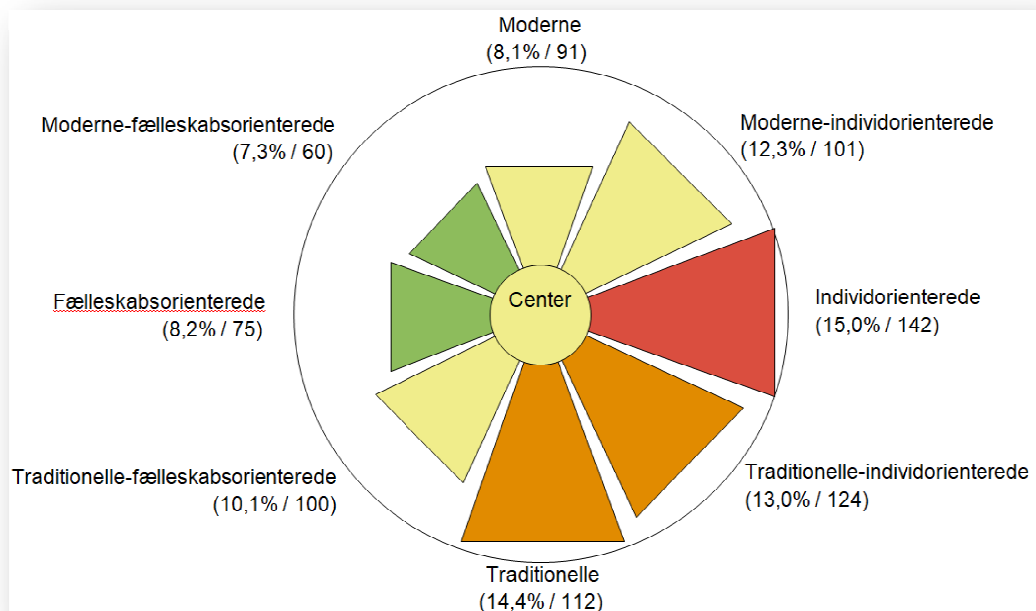 Moderne
(8,1% / 91)
Moderne-fælleskabsorienterede
(7,3% / 60)
Moderne-individorienterede
(12,3% / 101)
Center
Fælleskabsorienterede
(8,2% / 75)
Individorienterede
(15,0% / 142)
Traditionelle-fælleskabsorienterede
(10,1% / 100)
Traditionelle-individorienterede
(13,0% / 124)
Traditionelle
(14,4% / 112)